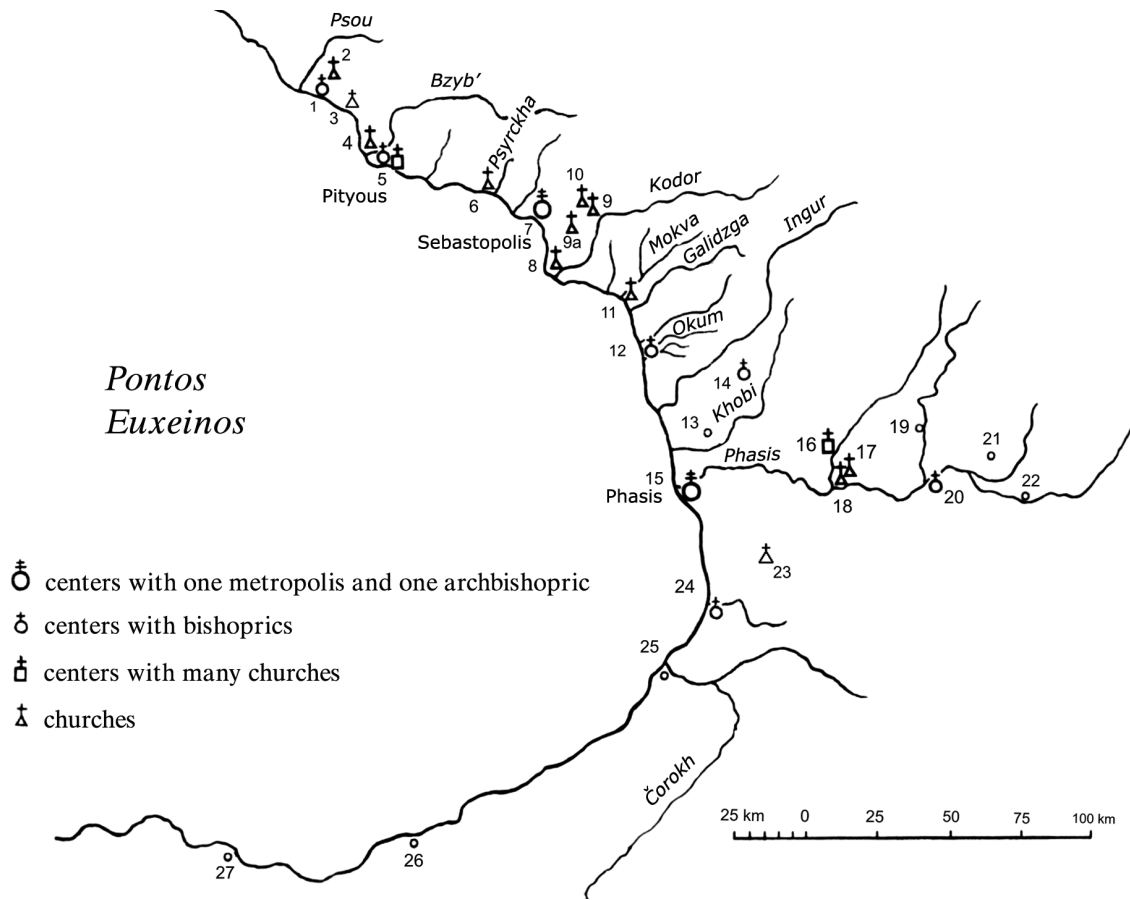 Psou
2
Bzyb’
1
3
Psyrckha
4
5
Pityous
6
10
9
Kodor
7
9a
Sebastopolis
8
Mokva
Galidzga
Ingur
11
Okum
12
Pontos
Euxeinos
14
Khobi
13
Phasis
16
17
19
21
15
Phasis
18
20
22
23
24
25
centers with one metropolis and one archbishopric
centers with bishoprics
centers with many churches
churches
Čorokh
25 km 0 25 50 75 100 km
26
27